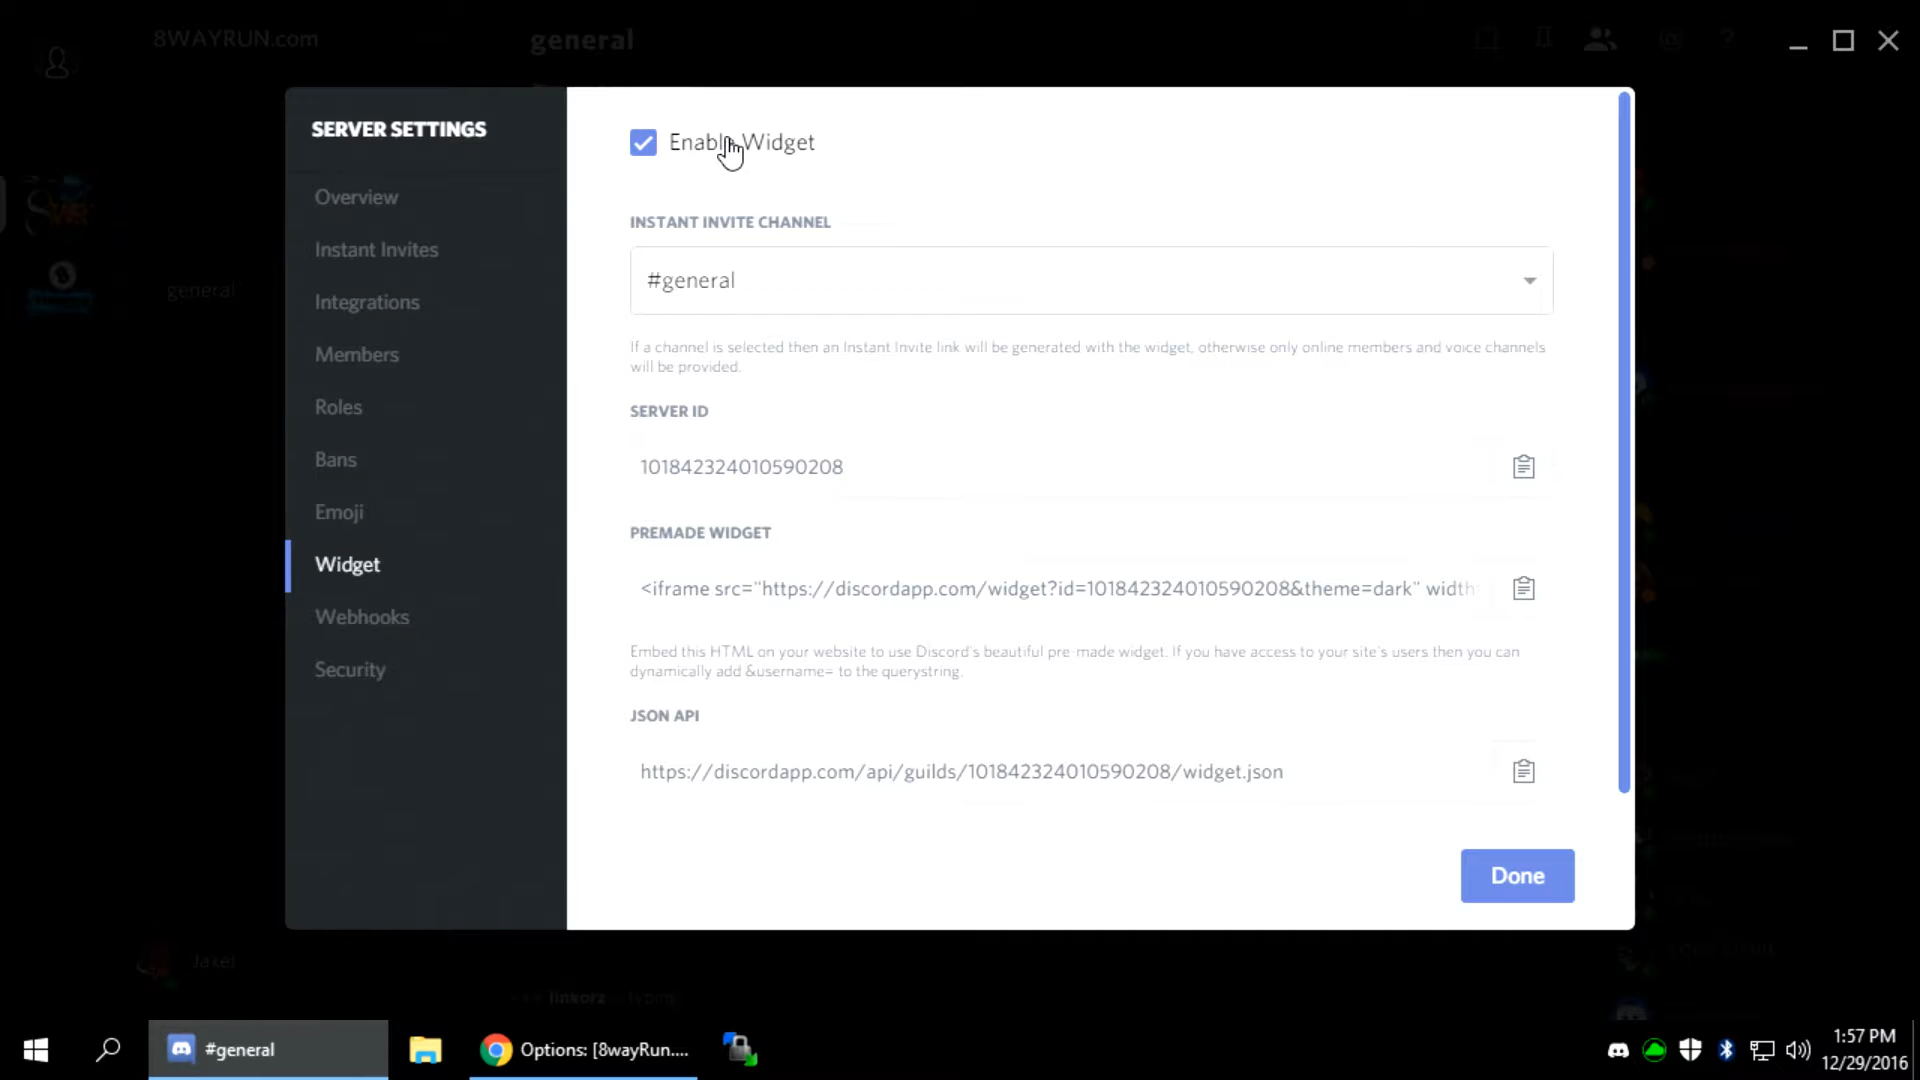 8WAYRUN.com
general
SERVER SETTINGS
Overview
Instant Invites
Integrations
Members
Roles
Bans
Emoji
Widget
Webhooks
Security
Enable Widget
INSTANT INVITE CHANNEL
#general
If a channel is selected then an Instant Invite link will be generated with the widget, otherwise only online members and voice channels
will be provided.
SERVER ID
101842324010590208
PREMADE WIDGET
<iframe src="https://discordapp.com/widget?id=101842324010590208&theme=dark" width=
Embed this HTML on your website to use Discord's beautiful pre-made widget. If you have access to your site's users then you can
dynamically add &username= to the querystring.
JSON API
https://discordapp.com/api/guilds/101842324010590208/widget.json
Done
general
Jaxel
linkorz
#general
Options: [8wayRun....
1:57 PM
12/29/2016